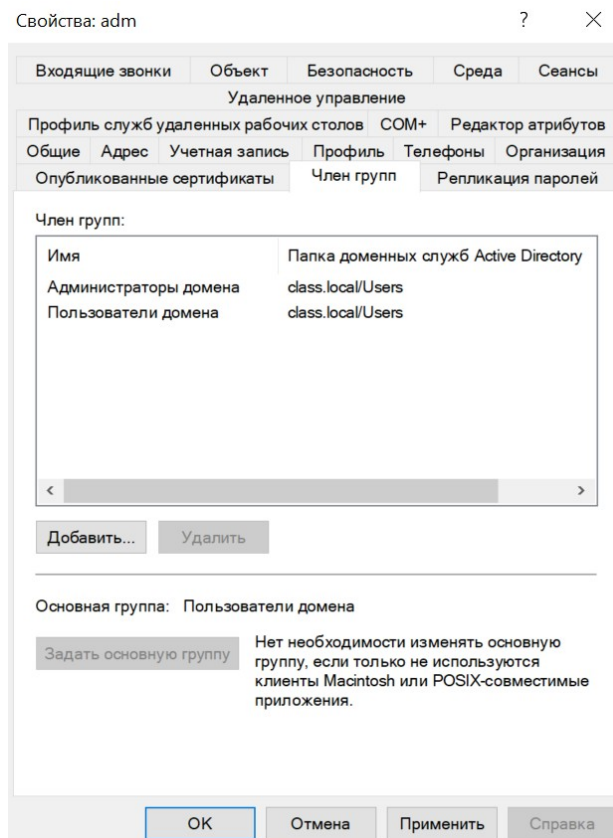 Свойства: adm
Входящие звонки Объект Безопасность Среда Сеансы
Удаленное управление
Профиль служб удаленных рабочих столов COM+ Редактор атрибутов
Общие Адрес Учетная запись Профиль Телефоны Организация
Опубликованные сертификаты Член групп Репликация паролей
Член групп:
Имя Папка доменных служб Active Directory
Администраторы домена class.local/Users
Пользователи домена class.local/Users
Добавить... Удалить
Основная группа: Пользователи домена
Задать основную группу
Нет необходимости изменять основную
группу, если только не используются
клиенты Macintosh или POSIX-совместимые
приложения.
OK Отмена Применить Справка